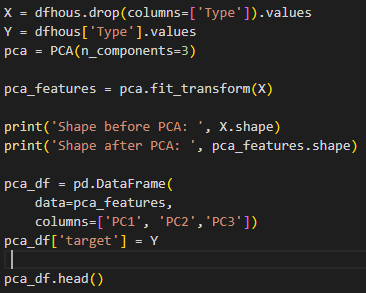 X = dfhous.drop(columns=['Type']).values
Y = dfhous['Type'].values
pca = PCA(n_components=3)
pca_features = pca.fit_transform(X)
print('Shape before PCA: ', X.shape)
print('Shape after PCA: ', pca_features.shape)
pca_df = pd.DataFrame(
    data=pca_features,
    columns=['PC1', 'PC2','PC3'])
pca_df['target'] = Y
pca_df.head()